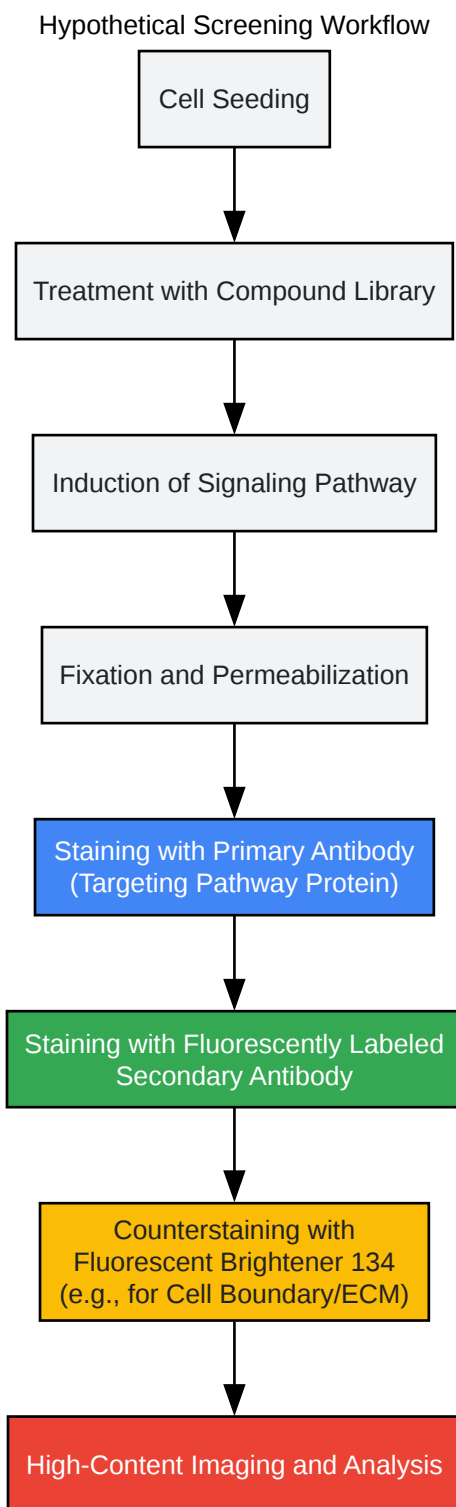 Hypothetical Screening Workflow
Cell Seeding
Treatment with Compound Library
Induction of Signaling Pathway
Fixation and Permeabilization
Staining with Primary Antibody
(Targeting Pathway Protein)
Staining with Fluorescently Labeled
Secondary Antibody
Counterstaining with
Fluorescent Brightener 134
(e.g., for Cell Boundary/ECM)
High-Content Imaging and Analysis